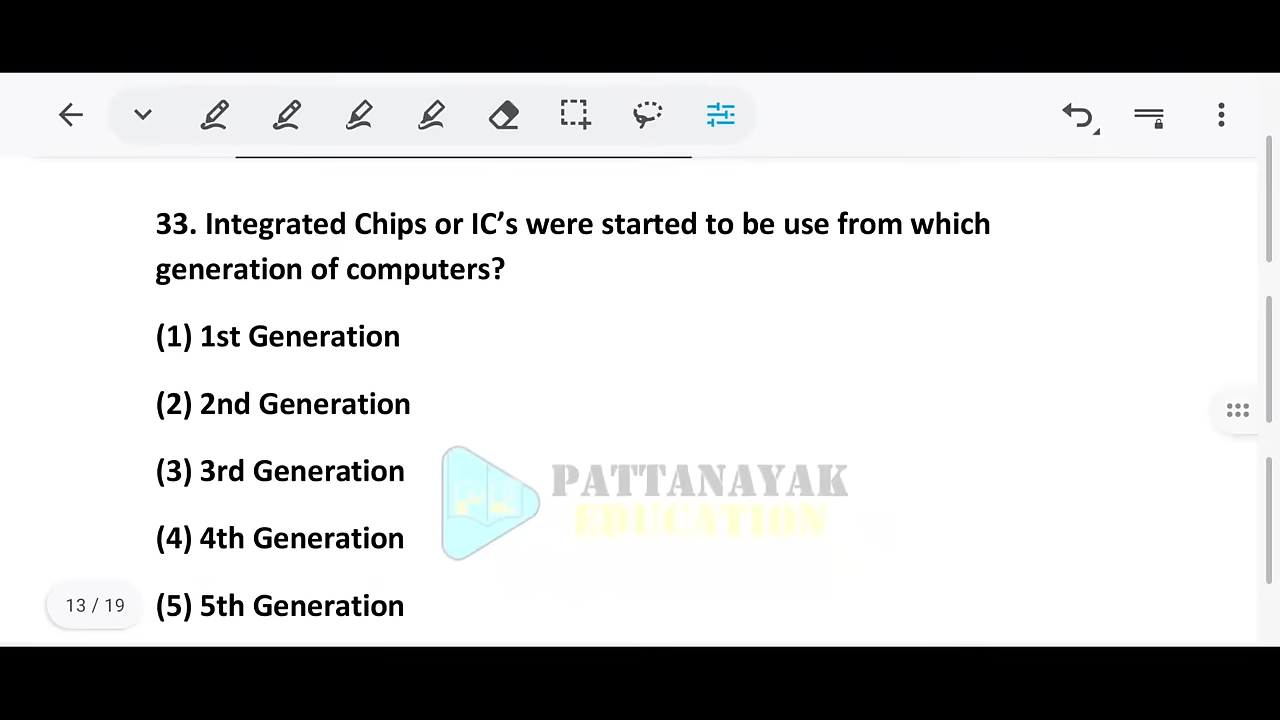 33. Integrated Chips or IC’s were started to be use from which
generation of computers?
(1) 1st Generation
(2) 2nd Generation
(3) 3rd Generation
PATTANAYAK
EDUCATION
(4) 4th Generation
13 / 19
(5) 5th Generation